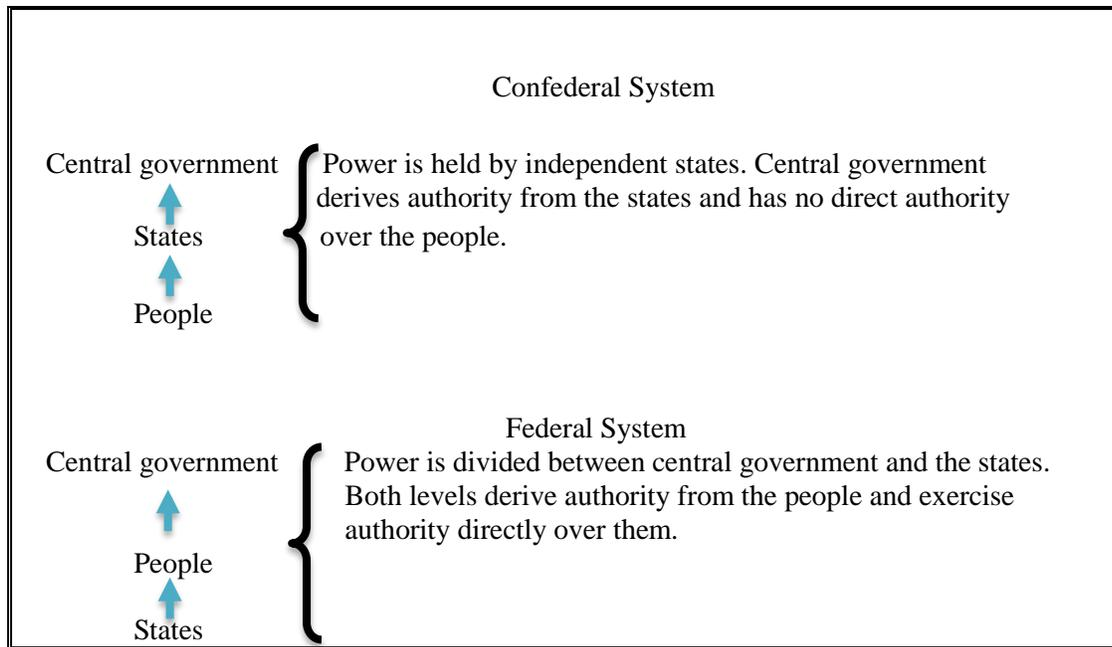 Confederal System
Central government
States
People
Power is held by independent states. Central government
derives authority from the states and has no direct authority
over the people.
Federal System
Central government
People
States
Power is divided between central government and the states.
Both levels derive authority from the people and exercise
authority directly over them.